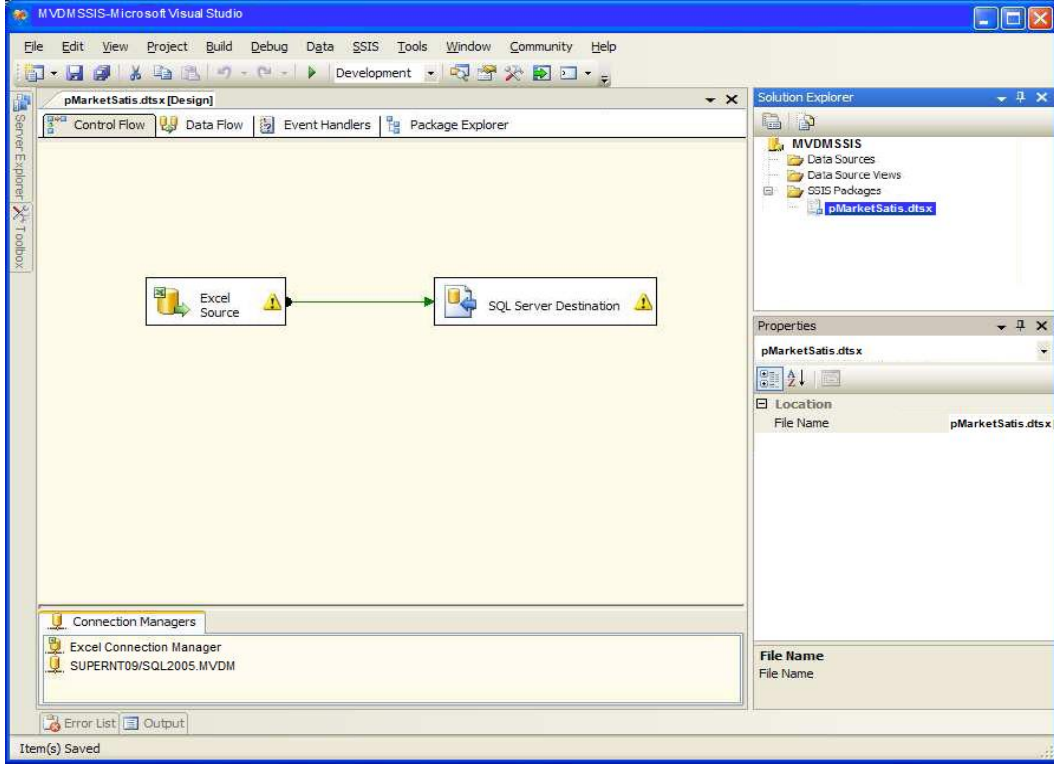 MVDMSSIS-Microsoft Visual Studio
File Edit View Project Build Debug Data SSIS Tools Window Community Help
Development
Server Explorer
Toolbox
pMarketSatis.dtsx [Design]
Control Flow Data Flow Event Handlers Package Explorer
Excel
Source
SQL Server Destination
Connection Managers
Excel Connection Manager
SUPERNT09/SQL2005.MVDM
Error List Output
Item(s) Saved
Solution Explorer
MVDMSSIS
Data Sources
Data Source Views
SSIS Packages
pMarketSatis.dtsx
Properties
pMarketSatis.dtsx
Location
File Name pMarketSatis.dtsx
File Name
File Name